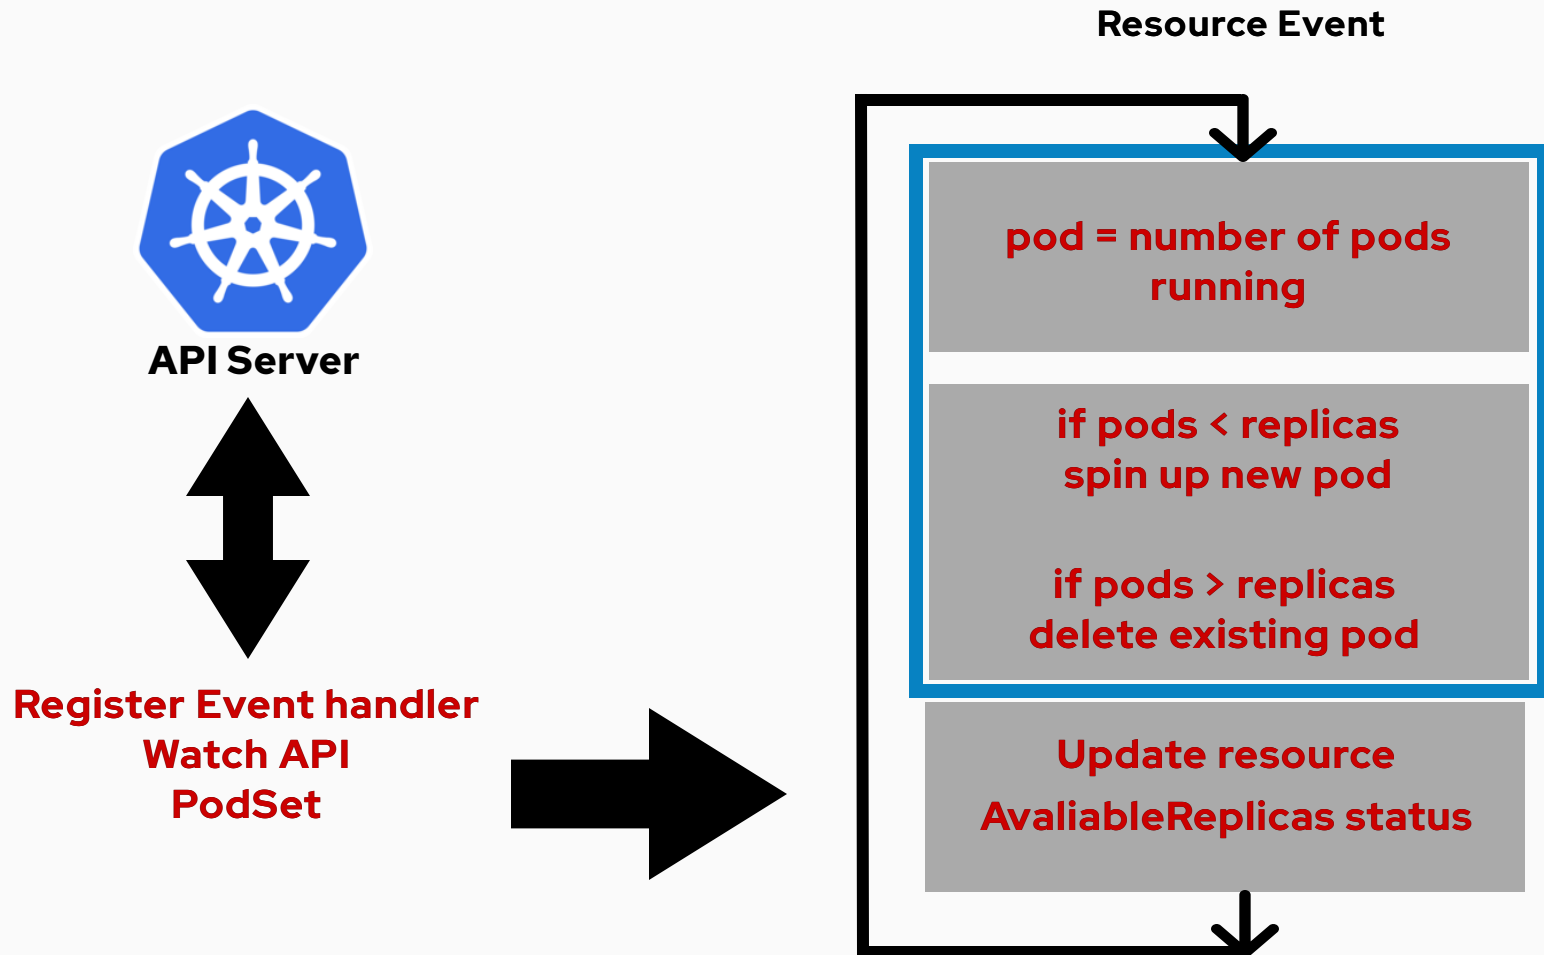 Resource Event
API Server
Register Event handler
Watch API
PodSet
pod = number of pods
running
if pods < replicas
spin up new pod
if pods > replicas
delete existing pod
Update resource
AvaliableReplicas status